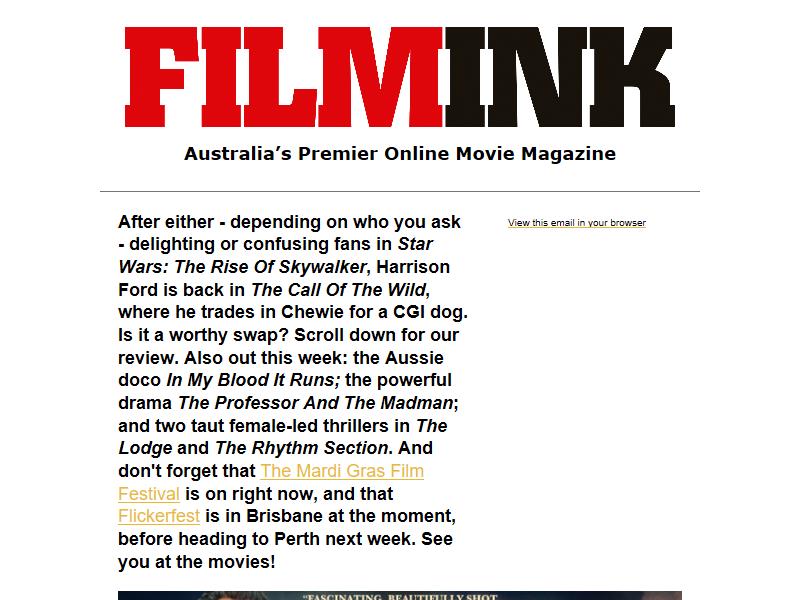 FILMINK
Australia’s Premier Online Movie Magazine
After either - depending on who you ask
- delighting or confusing fans in Star
Wars: The Rise Of Skywalker, Harrison
Ford is back in The Call Of The Wild,
where he trades in Chewie for a CGI dog.
Is it a worthy swap? Scroll down for our
review. Also out this week: the Aussie
doco In My Blood It Runs; the powerful
drama The Professor And The Madman;
and two taut female-led thrillers in The
Lodge and The Rhythm Section. And
don't forget that The Mardi Gras Film
Festival is on right now, and that
Flickerfest is in Brisbane at the moment,
before heading to Perth next week. See
you at the movies!
View this email in your browser
“FASCINATING, BEAUTIFULLY SHOT